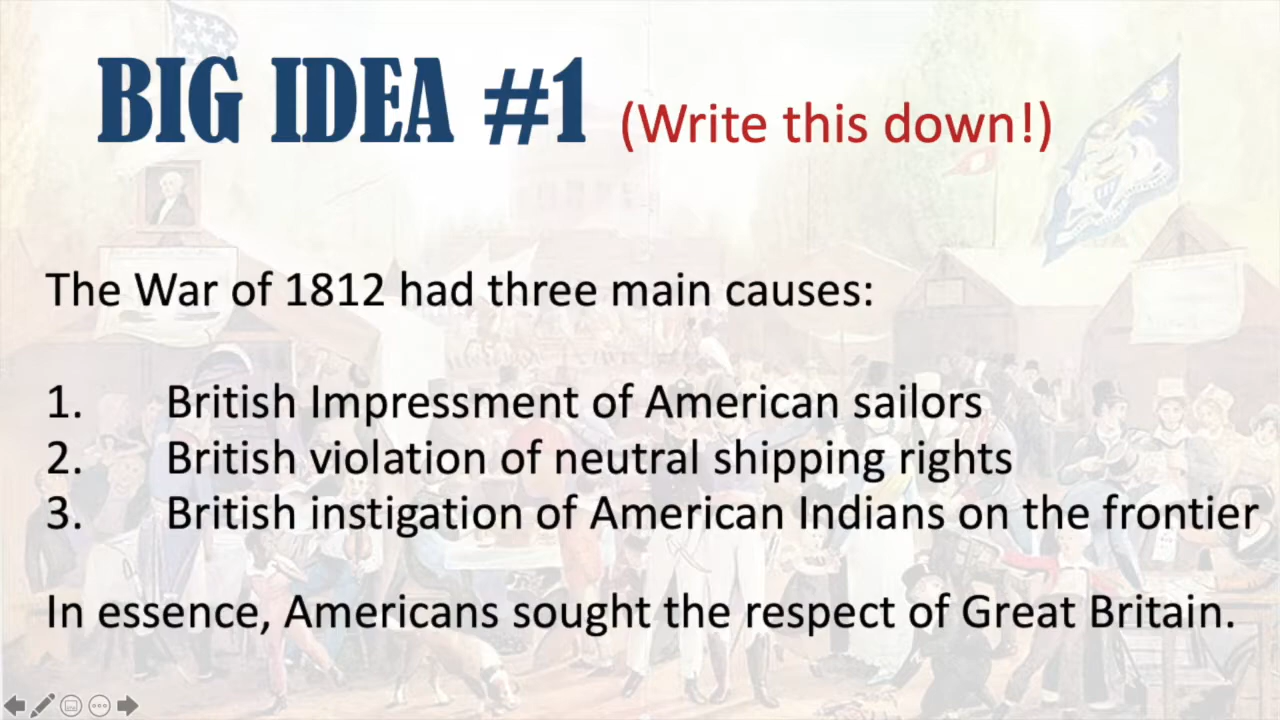 BIG IDEA #1 (Write this down!)
The War of 1812 had three main causes:
1. British Impressment of American sailors
2. British violation of neutral shipping rights
3. British instigation of American Indians on the frontier
In essence, Americans sought the respect of Great Britain.